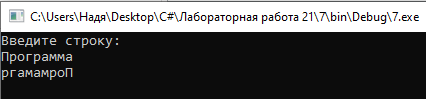 C:\Users\Надя\Desktop\C#\Лабораторная работа 21\7\bin\Debug\7.exe
Введите строку:
Программа
ргамамроП